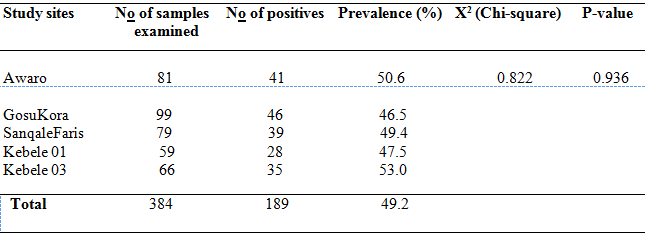 Study sites No of samples examined No of positives Prevalence (%) X² (Chi-square) P-value
Awaro 81 41 50.6 0.822 0.936
GosuKora 99 46 46.5
SanqaleFaris 79 39 49.4
Kebele 01 59 28 47.5
Kebele 03 66 35 53.0
Total 384 189 49.2